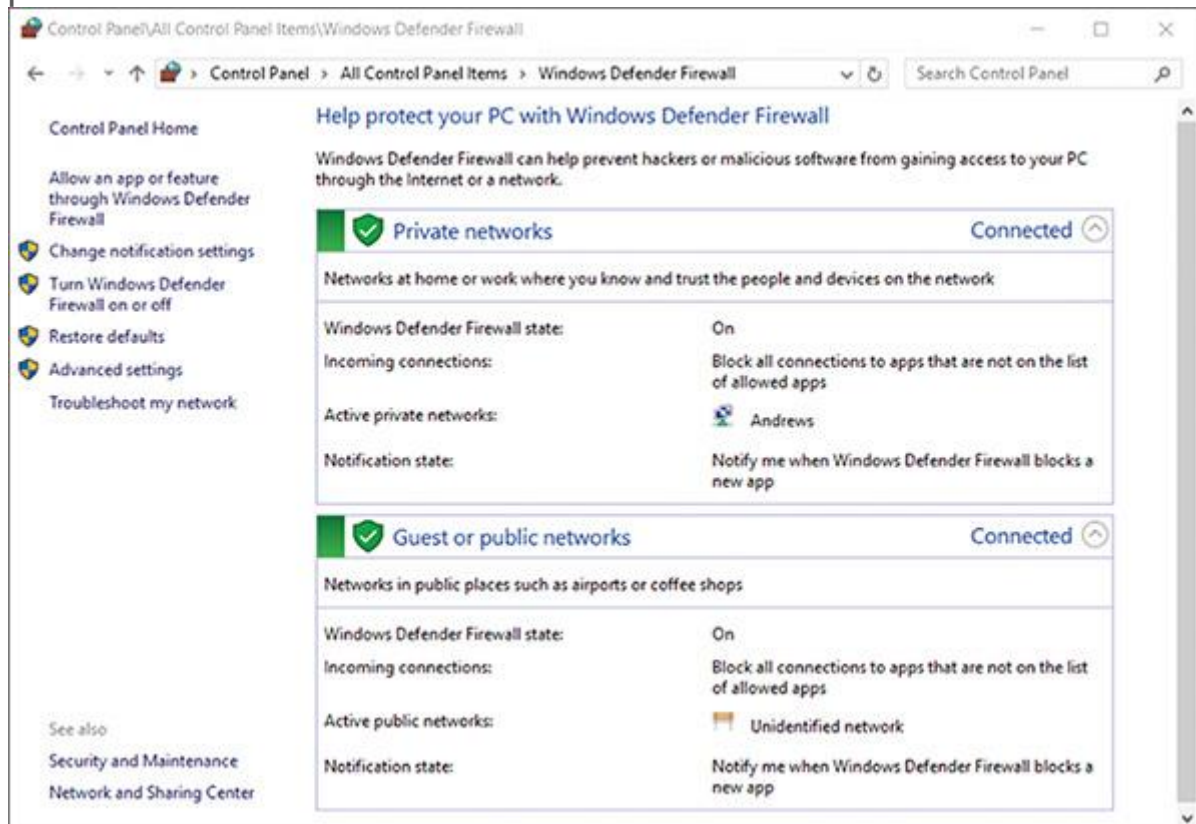 Control Panel\All Control Panel Items\Windows Defender Firewall
Control Panel > All Control Panel Items > Windows Defender Firewall
Search Control Panel
Control Panel Home
Allow an app or feature
through Windows Defender
Firewall
Change notification settings
Turn Windows Defender
Firewall on or off
Restore defaults
Advanced settings
Troubleshoot my network
See also
Security and Maintenance
Network and Sharing Center
Help protect your PC with Windows Defender Firewall
Windows Defender Firewall can help prevent hackers or malicious software from gaining access to your PC
through the Internet or a network.
Private networks Connected
Networks at home or work where you know and trust the people and devices on the network
Windows Defender Firewall state: On
Incoming connections: Block all connections to apps that are not on the list
of allowed apps
Active private networks: Andrews
Notification state: Notify me when Windows Defender Firewall blocks a
new app
Guest or public networks Connected
Networks in public places such as airports or coffee shops
Windows Defender Firewall state: On
Incoming connections: Block all connections to apps that are not on the list
of allowed apps
Active public networks: Unidentified network
Notification state: Notify me when Windows Defender Firewall blocks a
new app